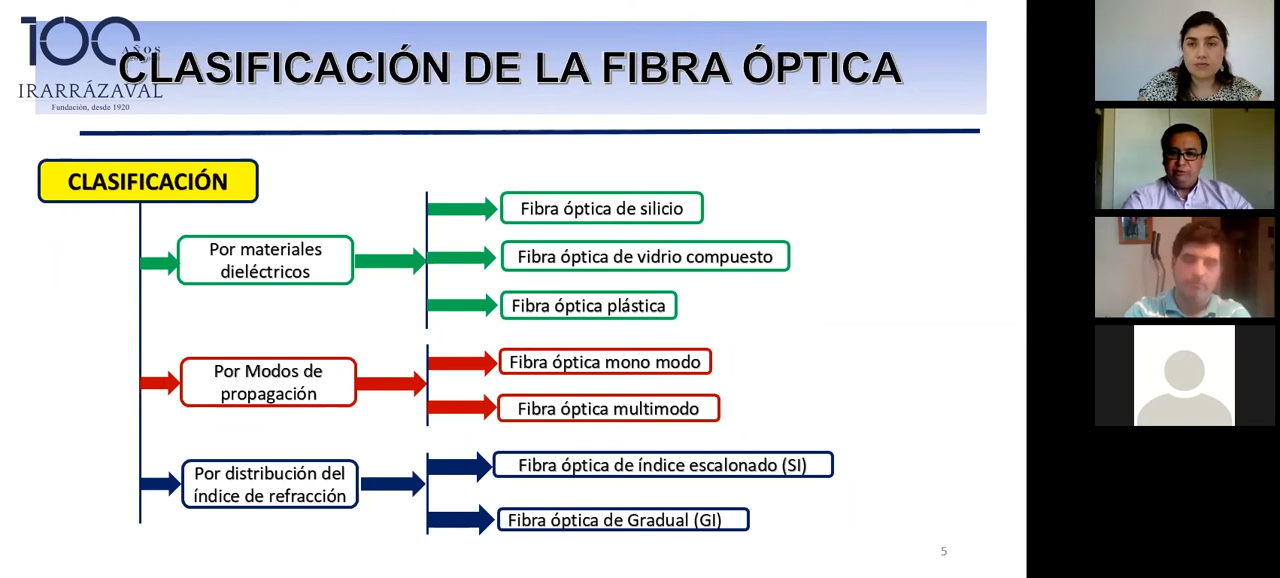 100 AÑOS
IRARRÁZAVAL
Fundación, desde 1920
CLASIFICACIÓN DE LA FIBRA ÓPTICA
CLASIFICACIÓN
Por materiales
dieléctricos
Fibra óptica de silicio
Fibra óptica de vidrio compuesto
Fibra óptica plástica
Por Modos de
propagación
Fibra óptica mono modo
Fibra óptica multimodo
Por distribución del
índice de refracción
Fibra óptica de índice escalonado (SI)
Fibra óptica de Gradual (GI)
5